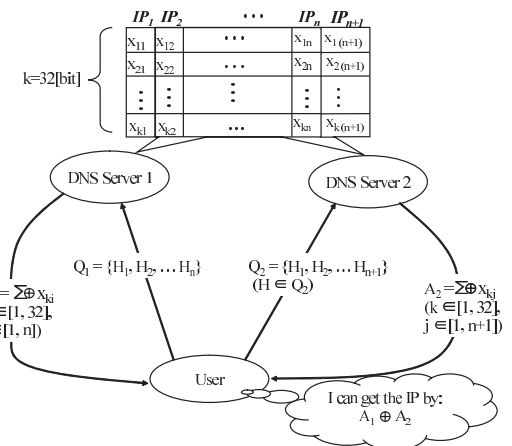 IP1 IP2 ... IPn IPn+1
x11 x12 ... x1n x1(n+1)
k=32[bit]
x21 x22 ... x2n x2(n+1)
xk1 xk2 ... xkn xk(n+1)
DNS Server 1
DNS Server 2
Q1 = {H1, H2, ...Hn}
Q2 = {H1, H2, ...Hn+1}
(H ∈ Q2)
= Σ⊕xki
∈[1, 32],
[1, n])
A2 =Σ⊕xkj
(k ∈[1, 32],
j ∈[1, n+1])
User
I can get the IP by:
A1 ⊕ A2